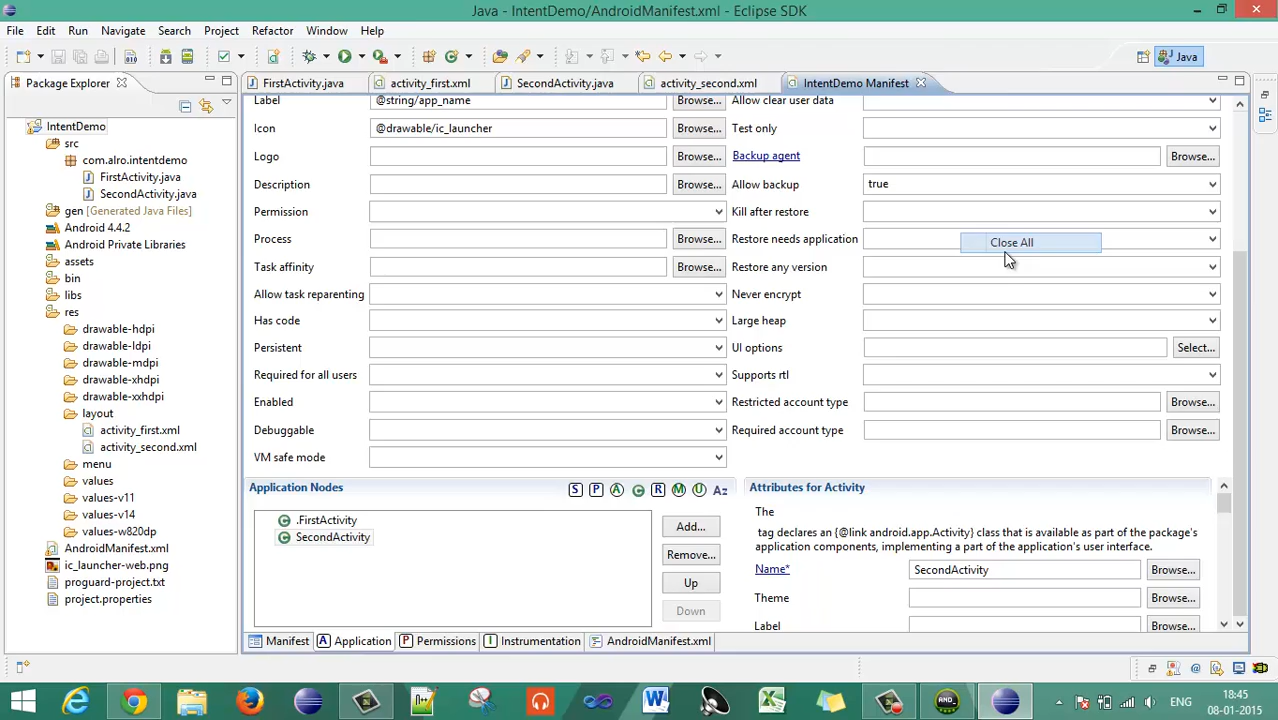 Java - IntentDemo/AndroidManifest.xml - Eclipse SDK
File Edit Run Navigate Search Project Refactor Window Help
Java
Package Explorer
FirstActivity.java activity_first.xml SecondActivity.java activity_second.xml IntentDemo Manifest
IntentDemo
src
com.alro.intentdemo
FirstActivity.java
SecondActivity.java
gen [Generated Java Files]
Android 4.4.2
Android Private Libraries
assets
bin
libs
res
drawable-hdpi
drawable-ldpi
drawable-mdpi
drawable-xhdpi
drawable-xxhdpi
layout
activity_first.xml
activity_second.xml
menu
values
values-v11
values-v14
values-w820dp
AndroidManifest.xml
ic_launcher-web.png
proguard-project.txt
project.properties
Label @string/app_name Browse... Allow clear user data
Icon @drawable/ic_launcher Browse... Test only
Logo Browse... Backup agent Browse...
Description Browse... Allow backup true
Permission Kill after restore
Process Browse... Restore needs application
Close All
Task affinity Browse... Restore any version
Allow task reparenting Never encrypt
Has code Large heap
Persistent UI options Select...
Required for all users Supports rtl
Enabled Restricted account type Browse...
Debuggable Required account type Browse...
VM safe mode
Application Nodes S P A C R M U Az
.FirstActivity
SecondActivity
Add...
Remove...
Up
Down
Attributes for Activity
The
tag declares an {@link android.app.Activity} class that is available as part of the package's
application components, implementing a part of the application's user interface.
Name* SecondActivity Browse...
Theme Browse...
Label Browse...
Manifest A Application P Permissions I Instrumentation AndroidManifest.xml
ENG
18:45
08-01-2015